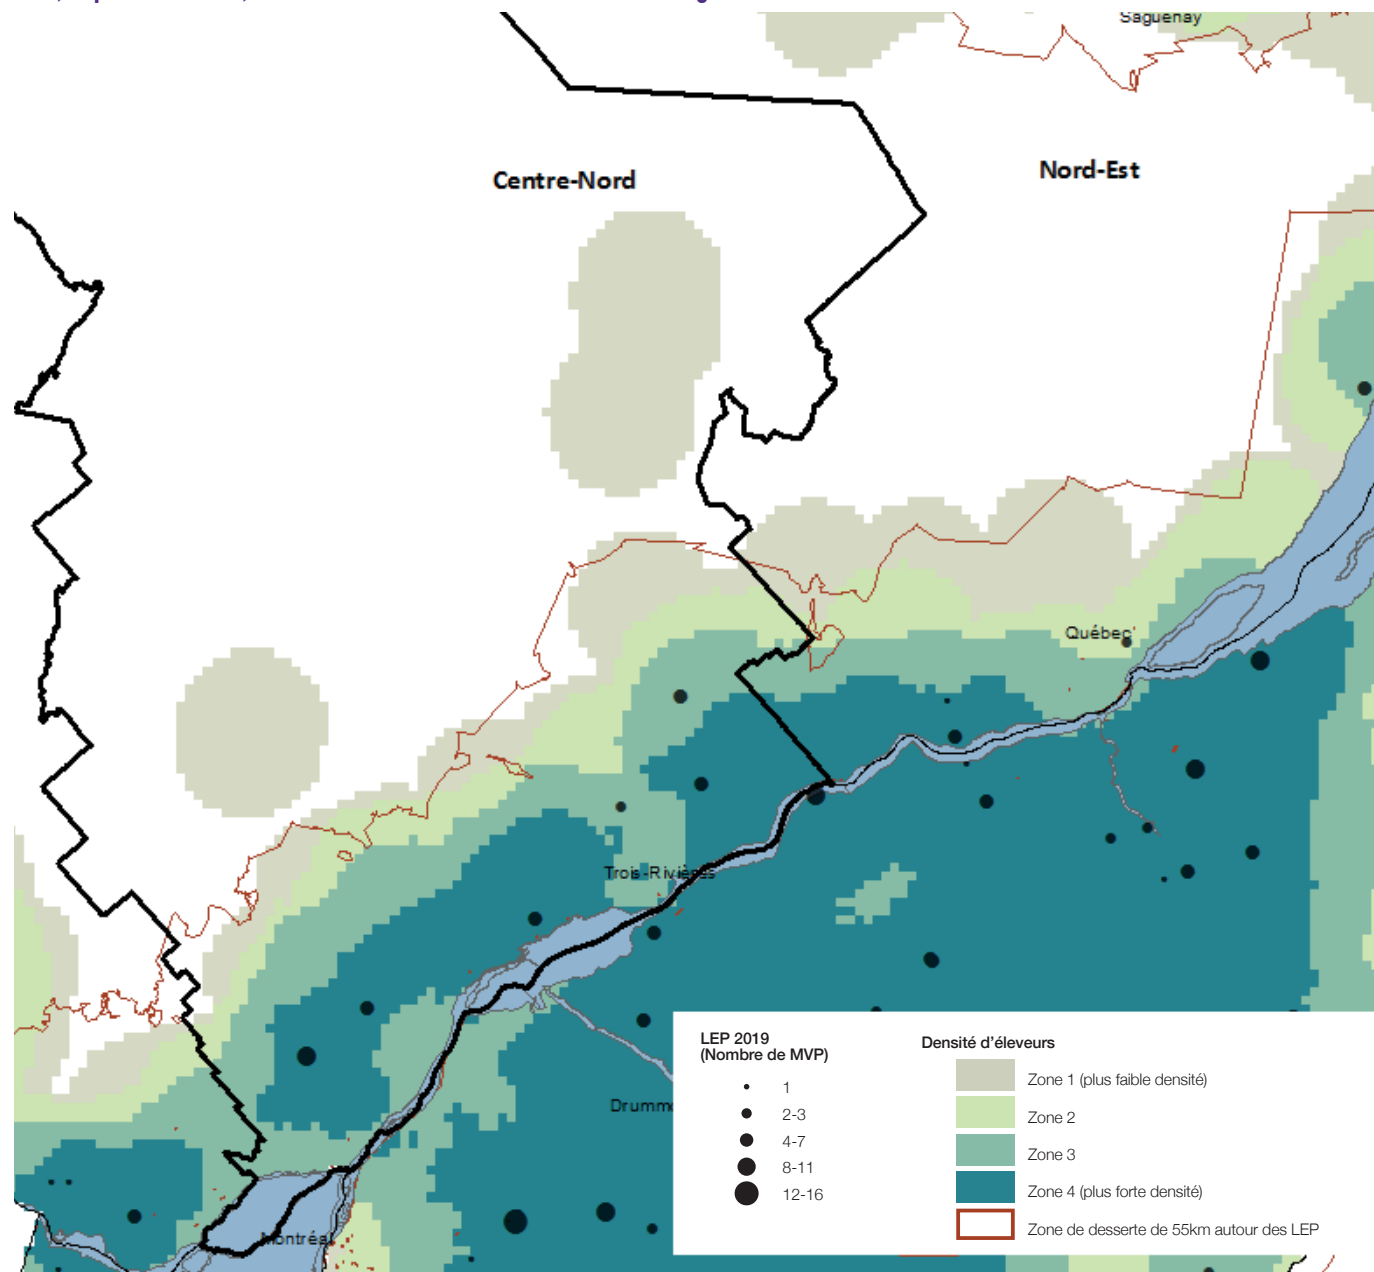 Saguenay
Nord-Est
Centre-Nord
Québec
Trois-Rivières
Drumm
Montréal
LEP 2019
(Nombre de MVP)
1
2-3
4-7
8-11
12-16
Densité d'éleveurs
Zone 1 (plus faible densité)
Zone 2
Zone 3
Zone 4 (plus forte densité)
Zone de desserte de 55km autour des LEP